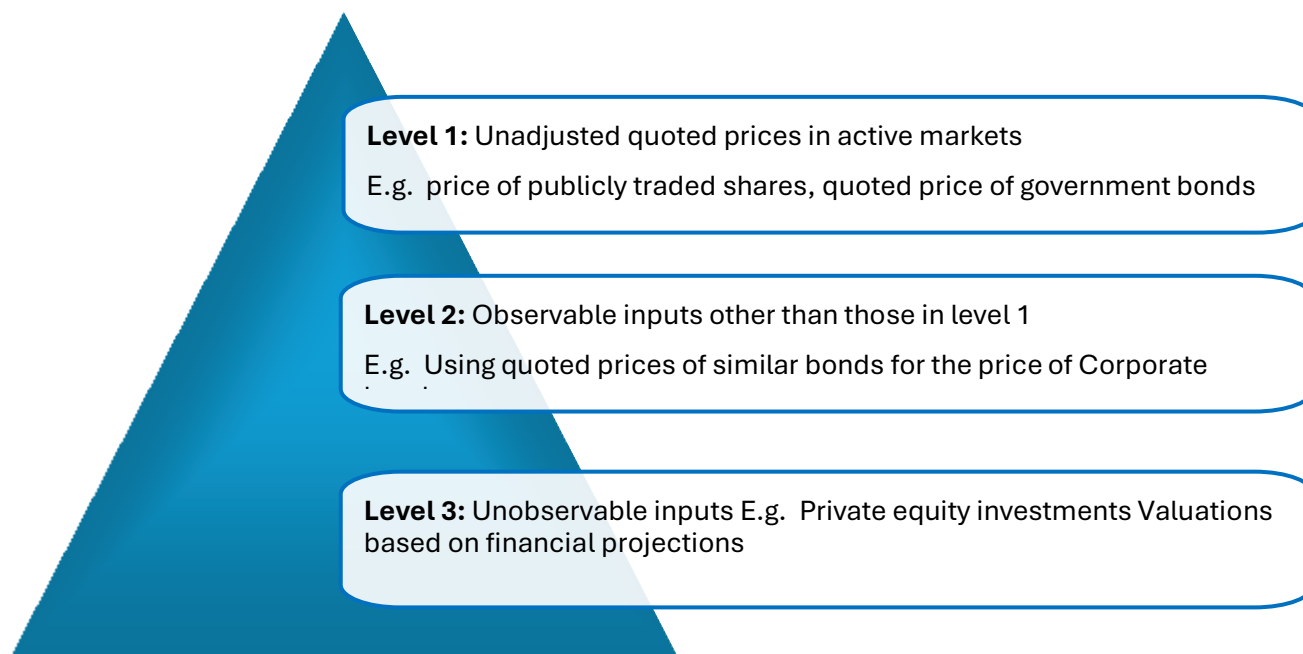 Level 1: Unadjusted quoted prices in active markets
E.g.  price of publicly traded shares, quoted price of government bonds
Level 2: Observable inputs other than those in level 1
E.g.  Using quoted prices of similar bonds for the price of Corporate
Level 3: Unobservable inputs E.g.  Private equity investments Valuations
based on financial projections